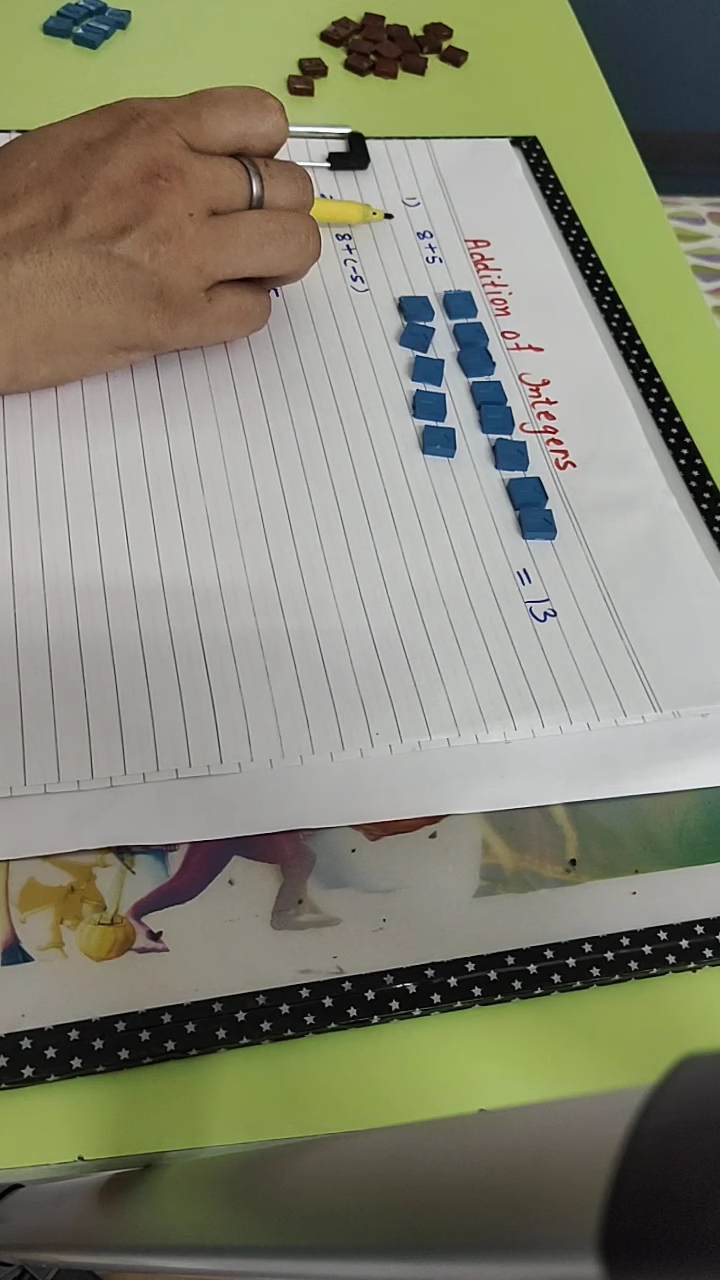 Addition of Integers
1) 8+5 = 13
8+(-5)